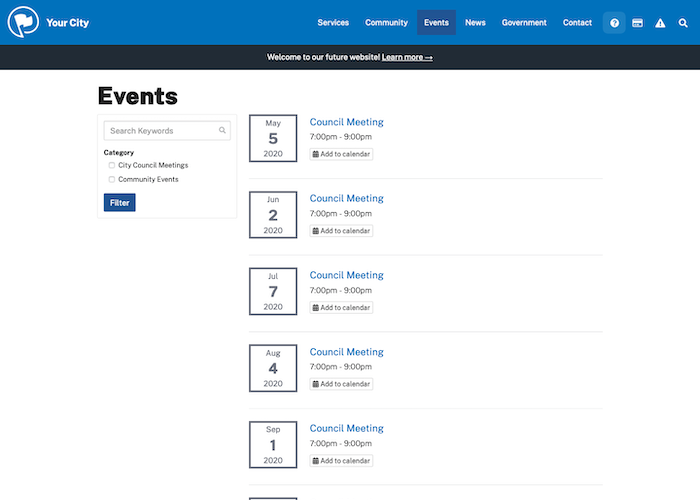 Your City
Services Community Events News Government Contact
Welcome to our future website! Learn more →
Events
Search Keywords
Category
City Council Meetings
Community Events
Filter
May
5
2020
Council Meeting
7:00pm - 9:00pm
Add to calendar
Jun
2
2020
Council Meeting
7:00pm - 9:00pm
Add to calendar
Jul
7
2020
Council Meeting
7:00pm - 9:00pm
Add to calendar
Aug
4
2020
Council Meeting
7:00pm - 9:00pm
Add to calendar
Sep
1
2020
Council Meeting
7:00pm - 9:00pm
Add to calendar